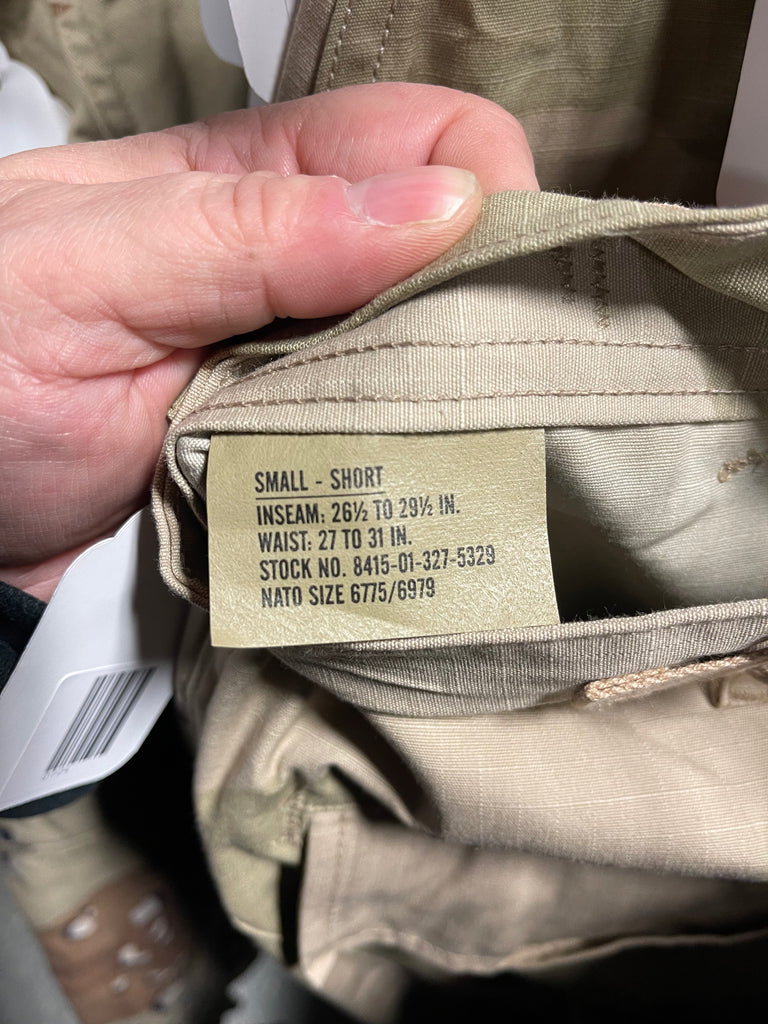 SMALL - SHORT
INSEAM: 26½ TO 29½ IN.
WAIST: 27 TO 31 IN.
STOCK NO. 8415-01-327-5329
NATO SIZE 6775/6979